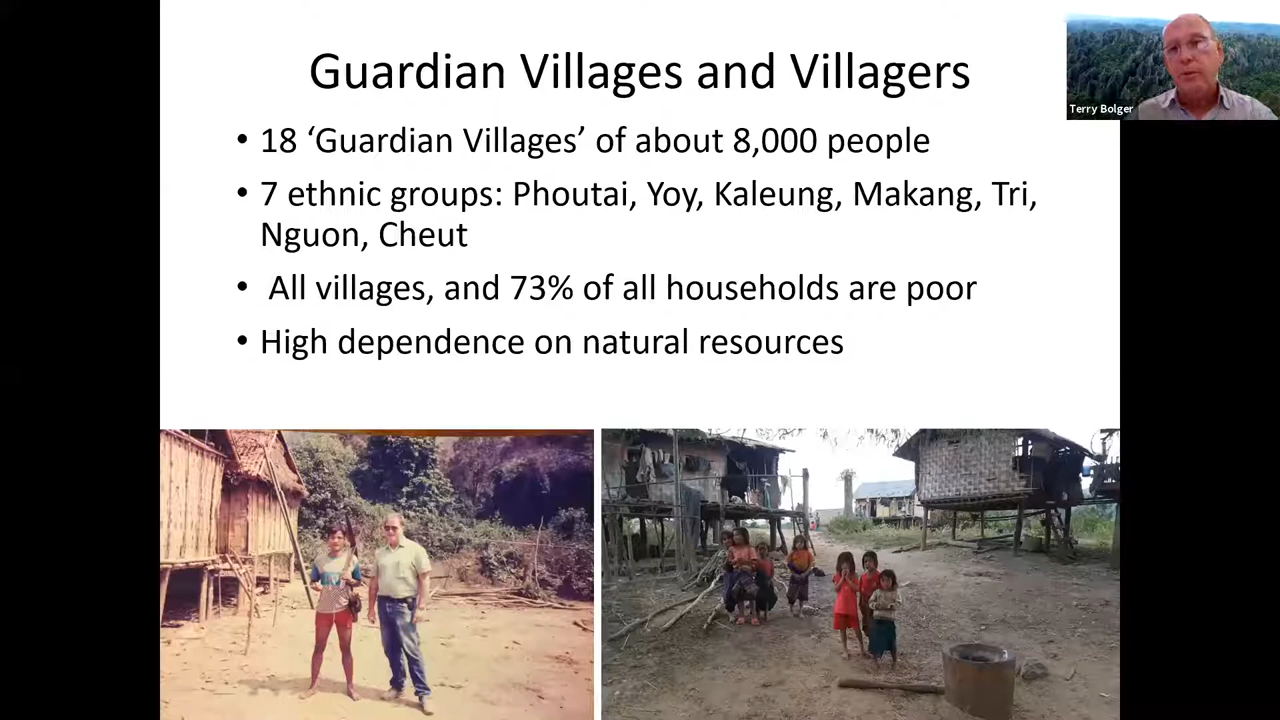 Guardian Villages and Villagers
Terry Bolger
• 18 ‘Guardian Villages’ of about 8,000 people
• 7 ethnic groups: Phoutai, Yoy, Kaleung, Makang, Tri,
Nguon, Cheut
• All villages, and 73% of all households are poor
• High dependence on natural resources